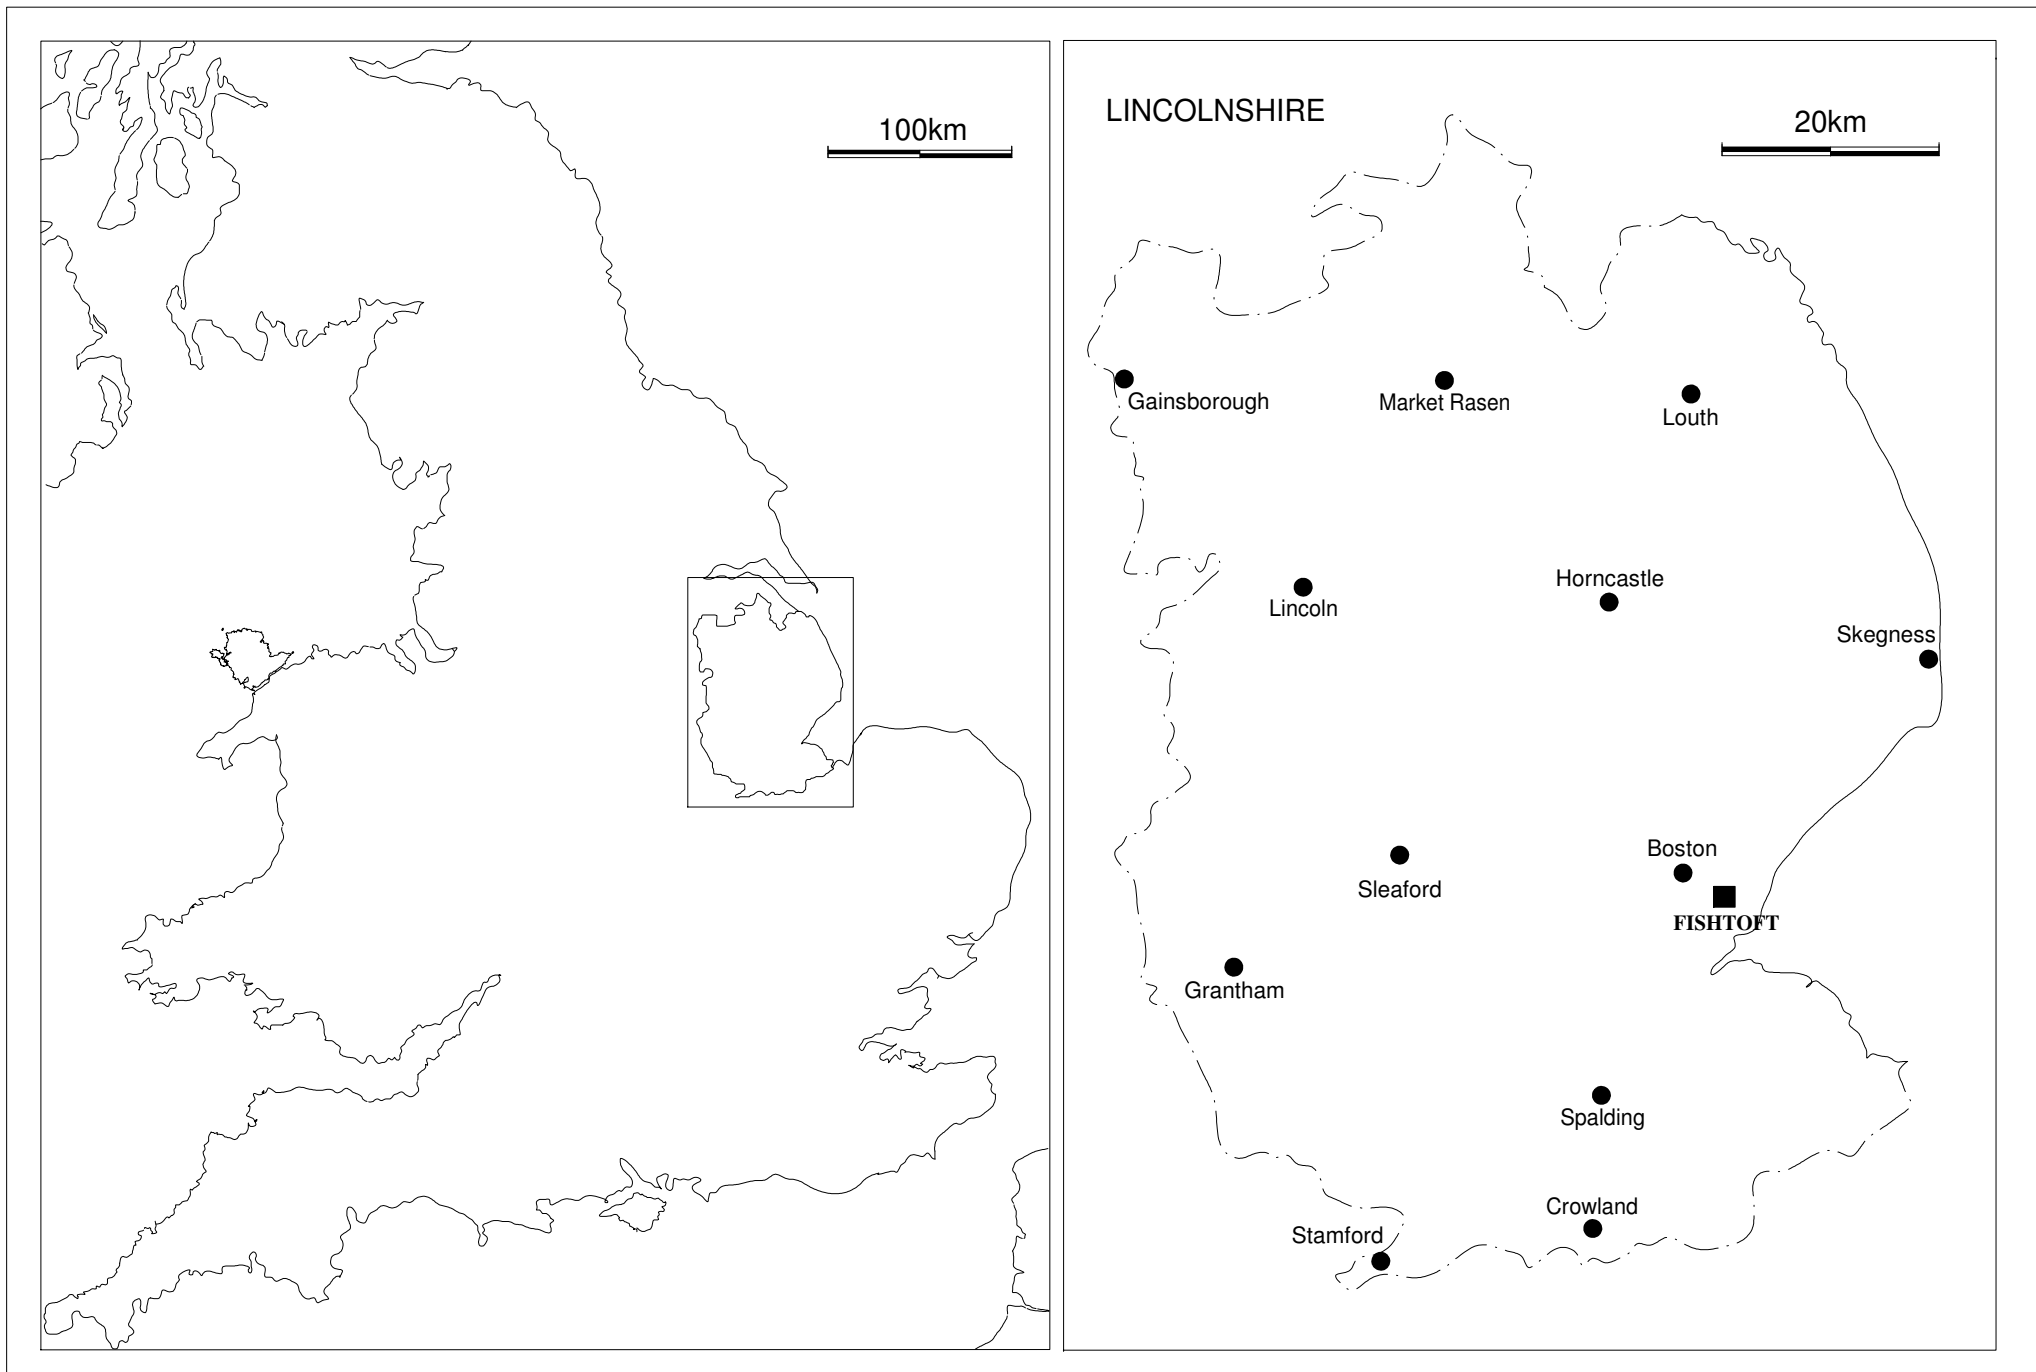 100km
LINCOLNSHIRE
20km
Gainsborough
Market Rasen
Louth
Horncastle
Lincoln
Skegness
Boston
Sleaford
FISHTOFT
Grantham
Spalding
Crowland
Stamford